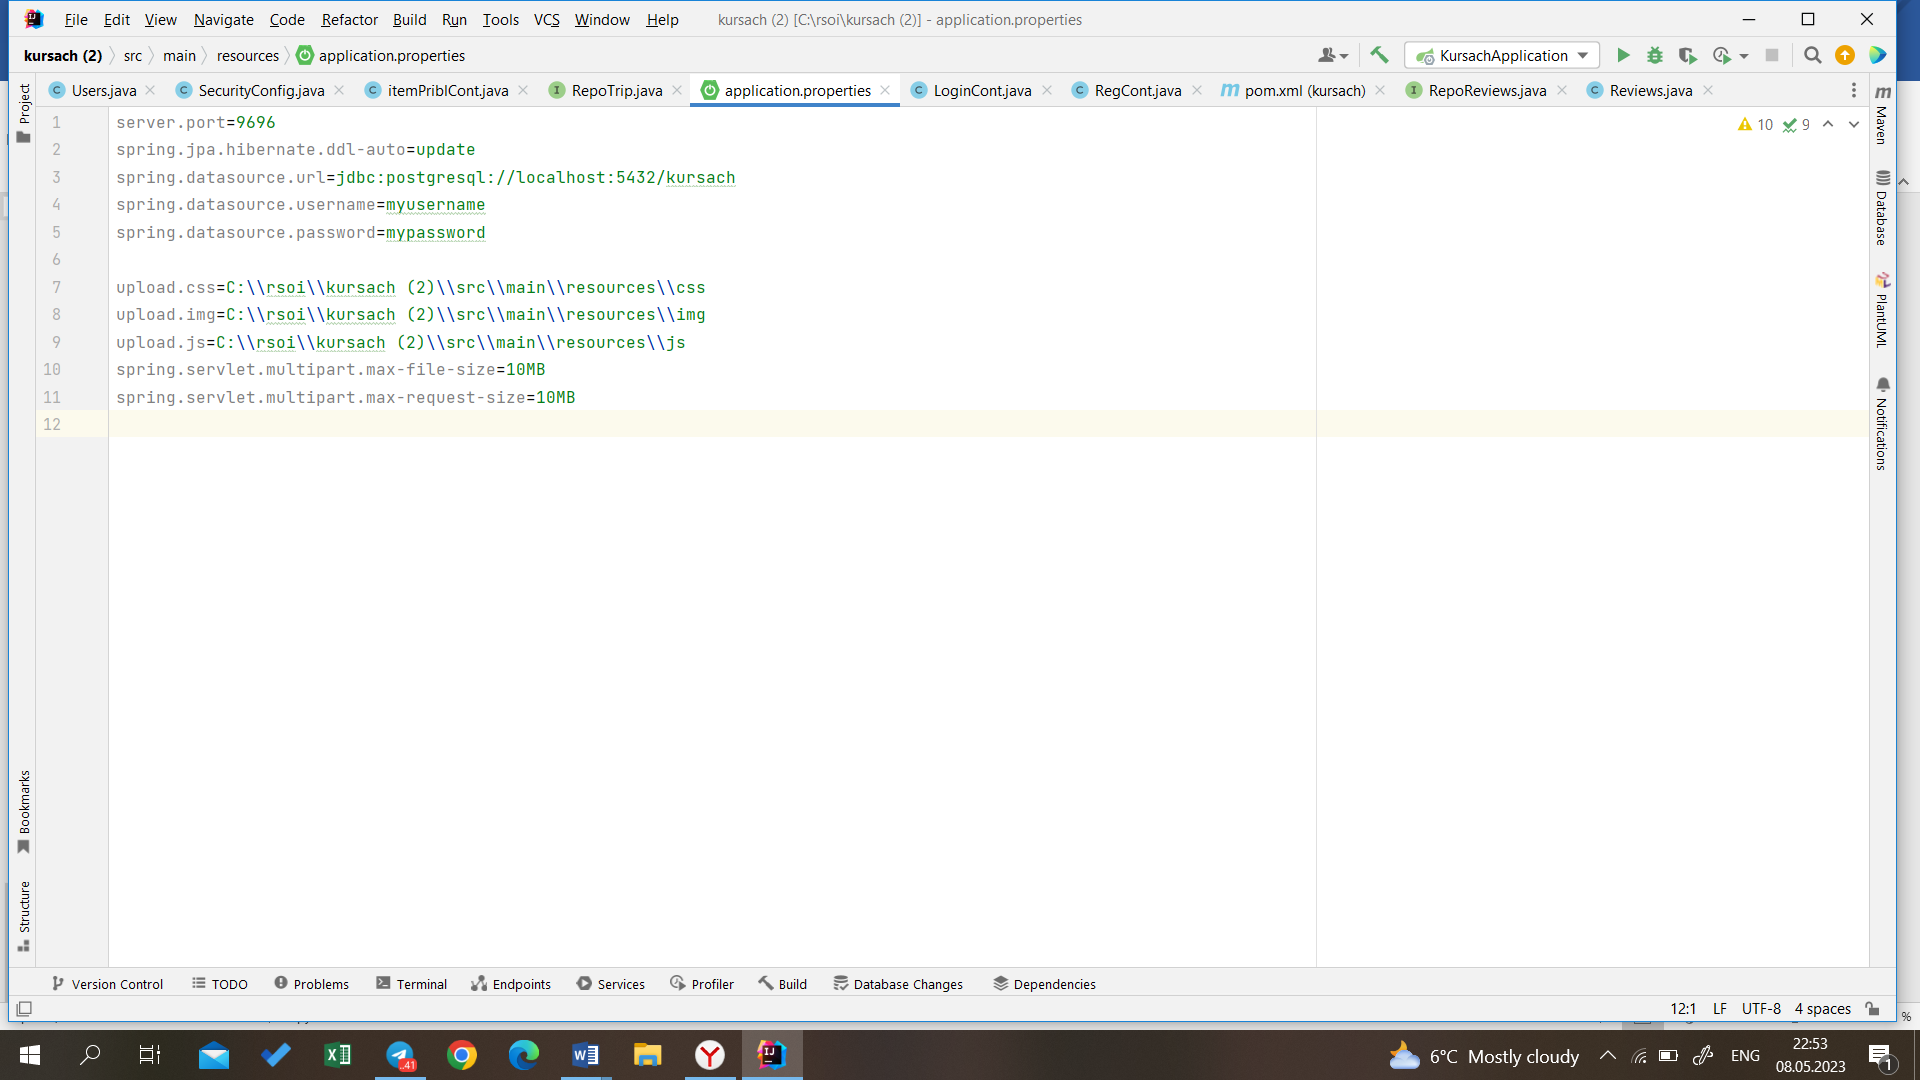 File Edit View Navigate Code Refactor Build Run Tools VCS Window Help kursach (2) [C:\rsoi\kursach (2)] - application.properties
kursach (2) src main resources application.properties KursachApplication
Users.java SecurityConfig.java itemPriblCont.java RepoTrip.java application.properties LoginCont.java RegCont.java pom.xml (kursach) RepoReviews.java Reviews.java
10 9
1 server.port=9696
2 spring.jpa.hibernate.ddl-auto=update
3 spring.datasource.url=jdbc:postgresql://localhost:5432/kursach
4 spring.datasource.username=myusername
5 spring.datasource.password=mypassword
6
7 upload.css=C:\\rsoi\\kursach (2)\\src\\main\\resources\\css
8 upload.img=C:\\rsoi\\kursach (2)\\src\\main\\resources\\img
9 upload.js=C:\\rsoi\\kursach (2)\\src\\main\\resources\\js
10 spring.servlet.multipart.max-file-size=10MB
11 spring.servlet.multipart.max-request-size=10MB
12
Project
Bookmarks
Structure
Maven
Database
PlantUML
Notifications
Version Control TODO Problems Terminal Endpoints Services Profiler Build Database Changes Dependencies
12:1 LF UTF-8 4 spaces
%
41
6°C Mostly cloudy ENG
22:53
08.05.2023
1